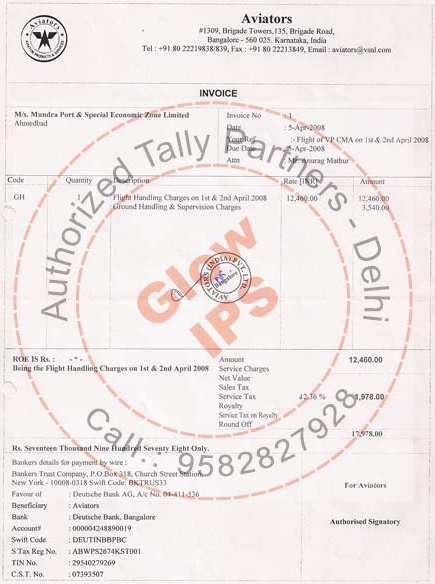 Aviators
#1309, Brigade Towers,135, Brigade Road,
Bangalore - 560 025. Karnataka, India
Tel : +91 80 22219838/839, Fax : +91 80 22213849, Email : aviators@vsnl.com
Aviators
AVIATION PRODUCTS & SERVICES
INVOICE
M/s. Mundra Port & Special Economic Zone Limited
Ahmedbad
Invoice No : 1
Date : 5-Apr-2008
Your Ref :- Flight of VP CMA on 1st & 2nd April 2008
Due Date : 5-Apr-2008
Attn : Mr. Anurag Mathur
Code Quantity Description Rate (INR) Amount
GH Flight Handling Charges on 1st & 2nd April 2008 12,460.00 12,460.00
Ground Handling & Supervision Charges 3,540.00
AVIATORS (INDIA) PVT. LTD.
Bangalore
Authorized Tally Partners - Delhi
Glow
IPS
Call : 9582827928
ROE IS Rs : - *-
Being the Flight Handling Charges on 1st & 2nd April 2008
Amount 12,460.00
Service Charges
Net Value
Sales Tax
Service Tax 12.36 % 1,978.00
Royalty
Service Tax on Royalty
Round Off
17,978.00
Rs. Seventeen Thousand Nine Hundred Seventy Eight Only.
Bankers details for payment by wire :
Bankers Trust Company, P.O.Box 318, Church Street Station,
New York - 10008-0318 Swift Code: BKTRUS33
Favour of : Deutsche Bank AG, A/c No. 04-411-536
Beneficiary : Aviators
Bank : Deutsche Bank, Bangalore
Account# : 000004248890019
Swift Code : DEUTINBBPBC
S Tax Reg No. : ABWPS2674KST001
TIN No. : 29540279269
C.S.T. No. : 07393507
For Aviators
Authorised Signatory